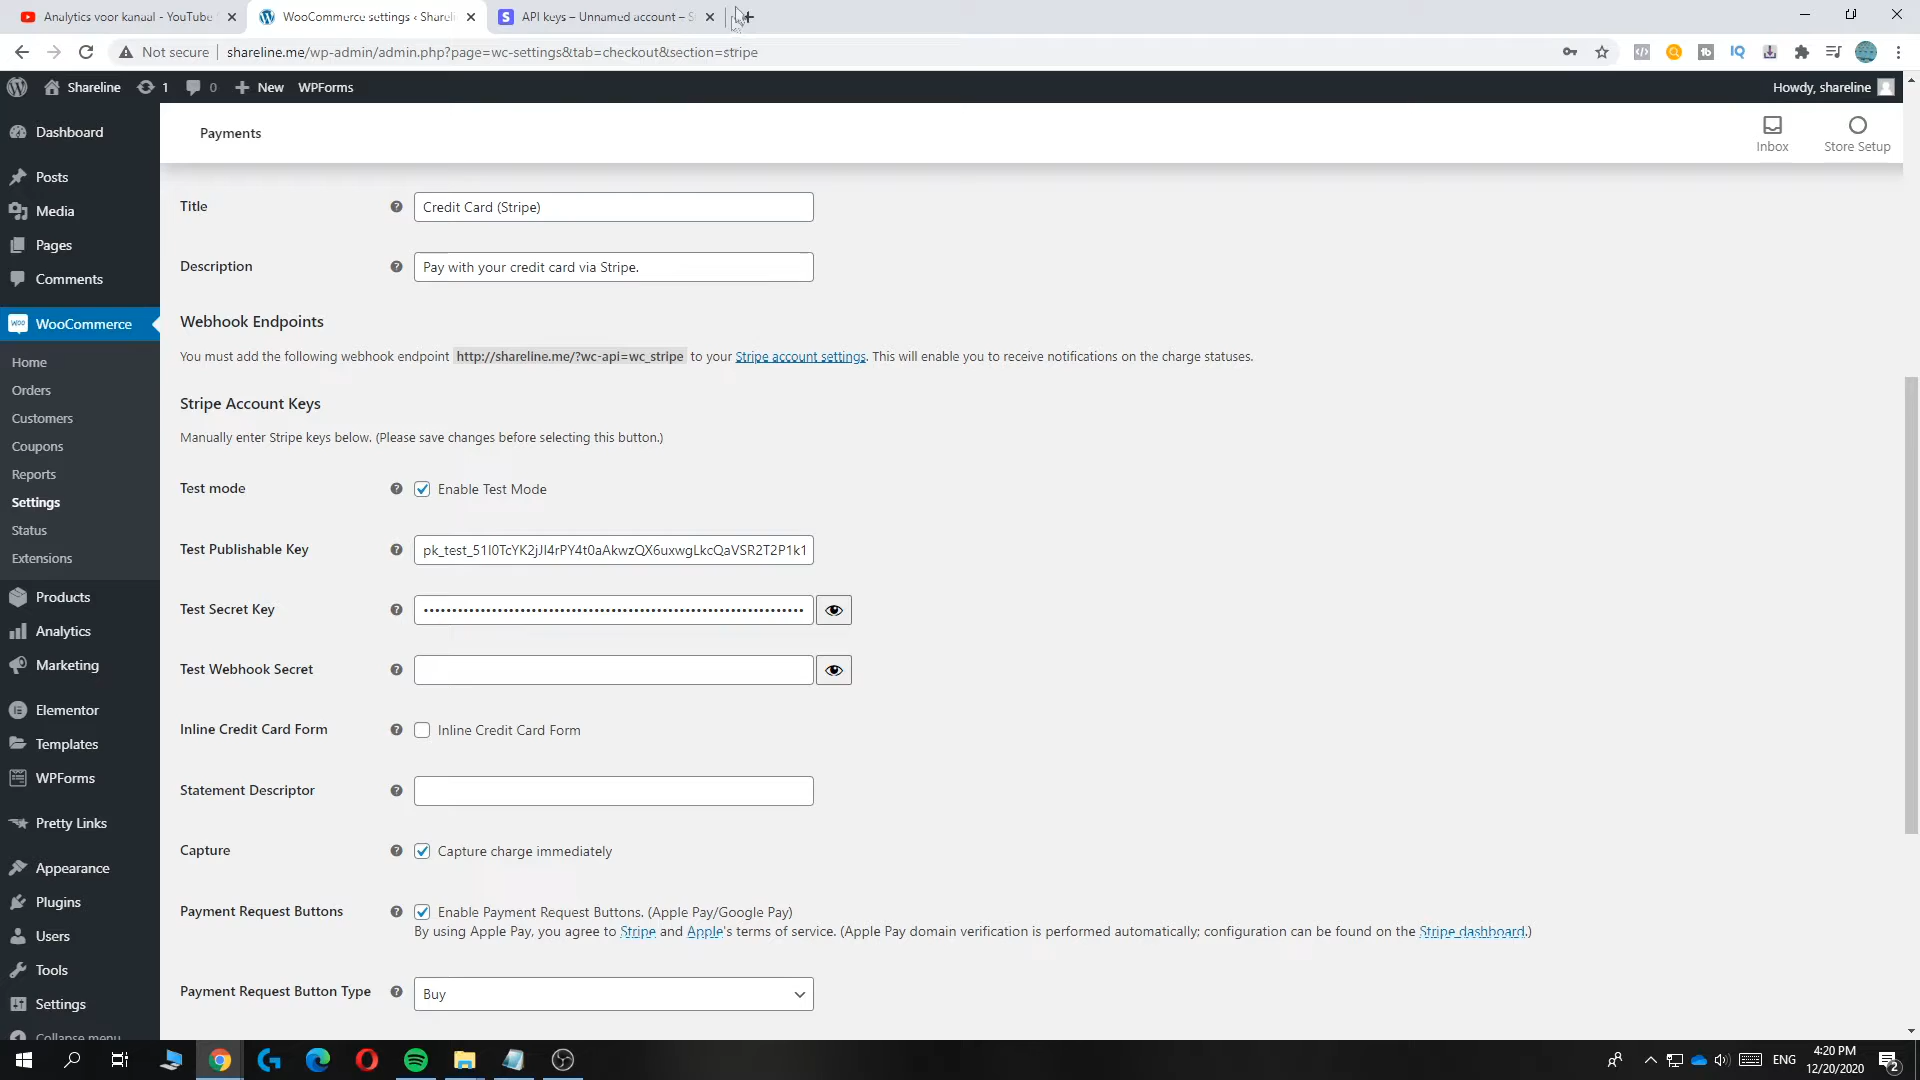 Analytics voor kanaal - YouTube
WooCommerce settings ‹ Shareli
API keys – Unnamed account – S
Not secure
shareline.me/wp-admin/admin.php?page=wc-settings&tab=checkout&section=stripe
Shareline
1
0
New
WPForms
Howdy, shareline
Payments
Inbox
Store Setup
Dashboard
Posts
Media
Pages
Comments
WooCommerce
Home
Orders
Customers
Coupons
Reports
Settings
Status
Extensions
Products
Analytics
Marketing
Elementor
Templates
WPForms
Pretty Links
Appearance
Plugins
Users
Tools
Settings
Collapse menu
Title
Credit Card (Stripe)
Description
Pay with your credit card via Stripe.
Webhook Endpoints
You must add the following webhook endpoint http://shareline.me/?wc-api=wc_stripe to your Stripe account settings. This will enable you to receive notifications on the charge statuses.
Stripe Account Keys
Manually enter Stripe keys below. (Please save changes before selecting this button.)
Test mode
Enable Test Mode
Test Publishable Key
pk_test_51I0TcYK2jJI4rPY4t0aAkwzQX6uxwgLkcQaVSR2T2P1k1
Test Secret Key
Test Webhook Secret
Inline Credit Card Form
Inline Credit Card Form
Statement Descriptor
Capture
Capture charge immediately
Payment Request Buttons
Enable Payment Request Buttons. (Apple Pay/Google Pay)
By using Apple Pay, you agree to Stripe and Apple's terms of service. (Apple Pay domain verification is performed automatically; configuration can be found on the Stripe dashboard.)
Payment Request Button Type
Buy
ENG
4:20 PM
12/20/2020
2